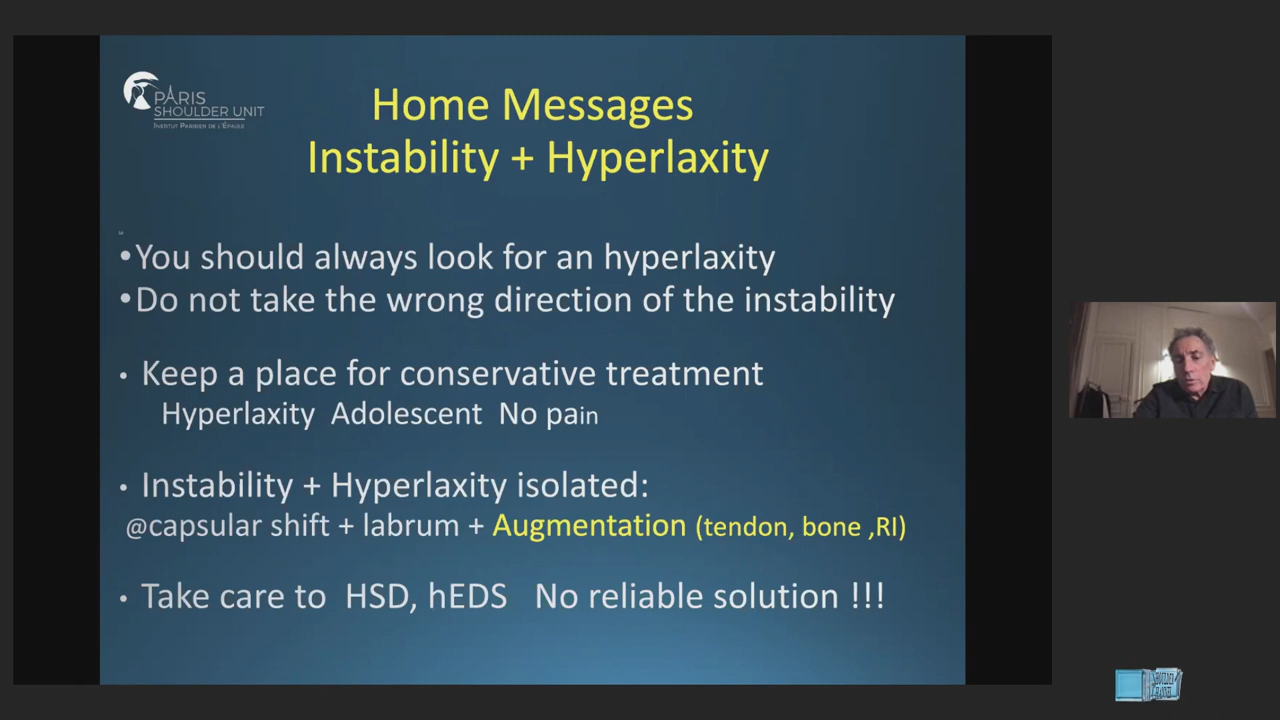 PARIS
SHOULDER UNIT
INSTITUT PARISIEN DE L'ÉPAULE
Home Messages
Instability + Hyperlaxity
•You should always look for an hyperlaxity
•Do not take the wrong direction of the instability
• Keep a place for conservative treatment
Hyperlaxity Adolescent No pain
• Instability + Hyperlaxity isolated:
@capsular shift + labrum + Augmentation (tendon, bone ,RI)
• Take care to HSD, hEDS No reliable solution !!!
SHOULDER